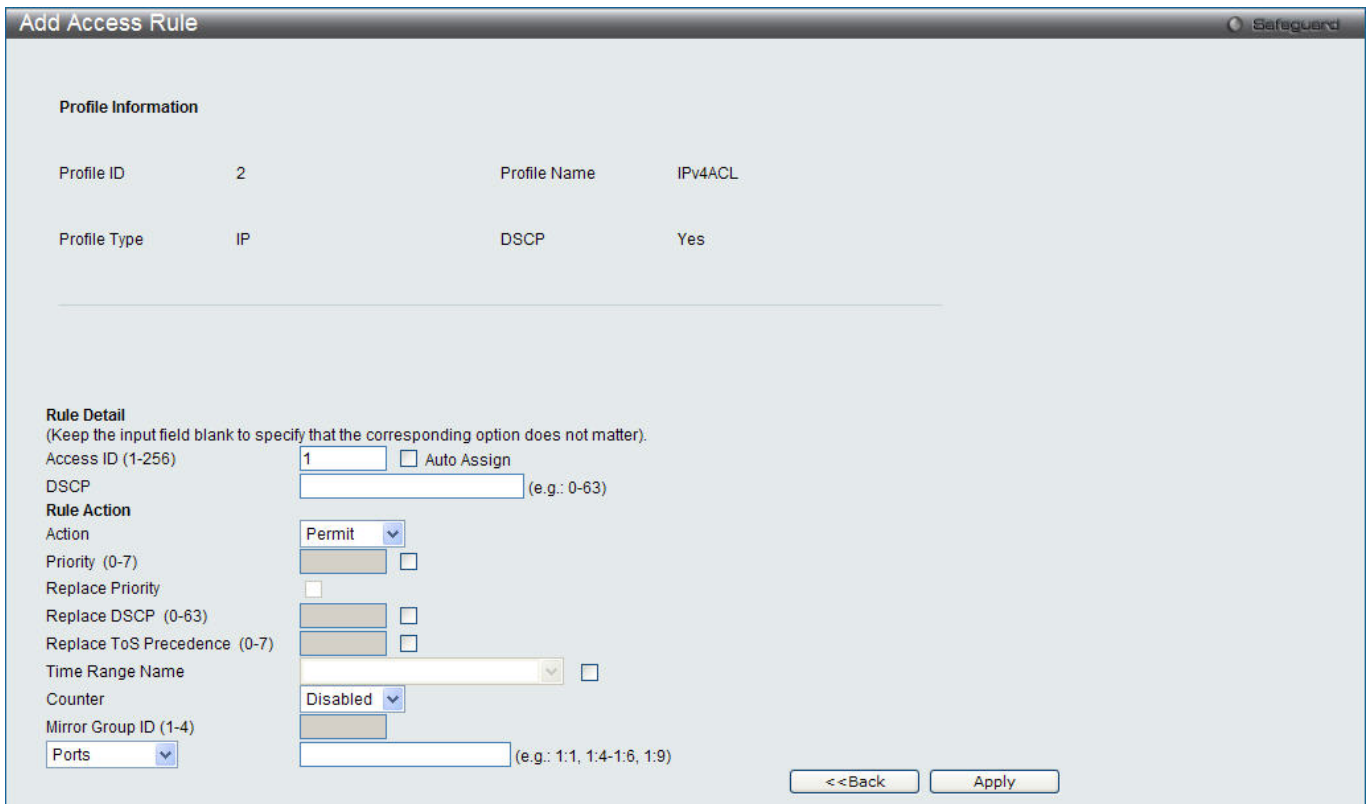 Add Access Rule Safeguard
Profile Information
Profile ID 2 Profile Name IPv4ACL
Profile Type IP DSCP Yes
Rule Detail
(Keep the input field blank to specify that the corresponding option does not matter).
Access ID (1-256) 1 Auto Assign
DSCP (e.g.: 0-63)
Rule Action
Action Permit
Priority (0-7)
Replace Priority
Replace DSCP (0-63)
Replace ToS Precedence (0-7)
Time Range Name
Counter Disabled
Mirror Group ID (1-4)
Ports (e.g.: 1:1, 1:4-1:6, 1:9)
<<Back Apply